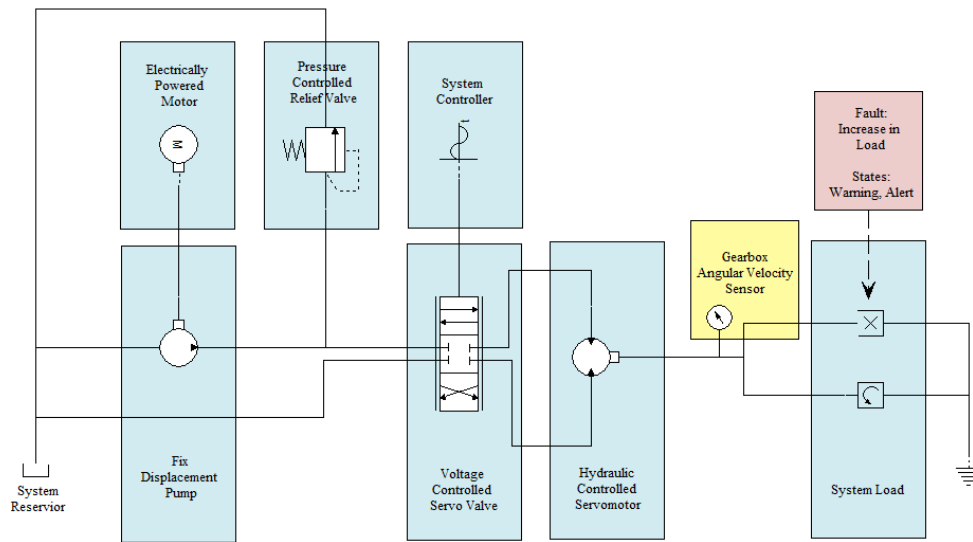 Electrically
Powered
Motor
M
Pressure
Controlled
Relief Valve
System
Controller
Fault:
Increase in
Load
States:
Warning, Alert
Gearbox
Angular Velocity
Sensor
Fix
Displacement
Pump
Voltage
Controlled
Servo Valve
Hydraulic
Controlled
Servomotor
System Load
System
Reservior